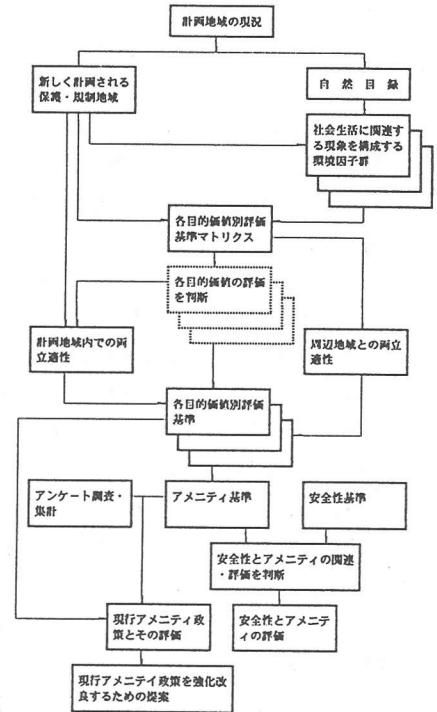 計画地域の現況
新しく計画される
保護・規制地域
自 然 目 録
社会生活に関連す
る現象を構成する
環境因子群
各目的価値別評価
基準マトリクス
各目的価値の評価
を判断
計画地域内での両
立適性
周辺地域との両立
適性
各目的価値別評価
基準
アンケート調査・
集計
アメニティ基準
安全性基準
安全性とアメニティの関連
・評価を判断
現行アメニティ政
策とその評価
安全性とアメニテ
ィの評価
現行アメニテイ政策を強化改
良するための提案